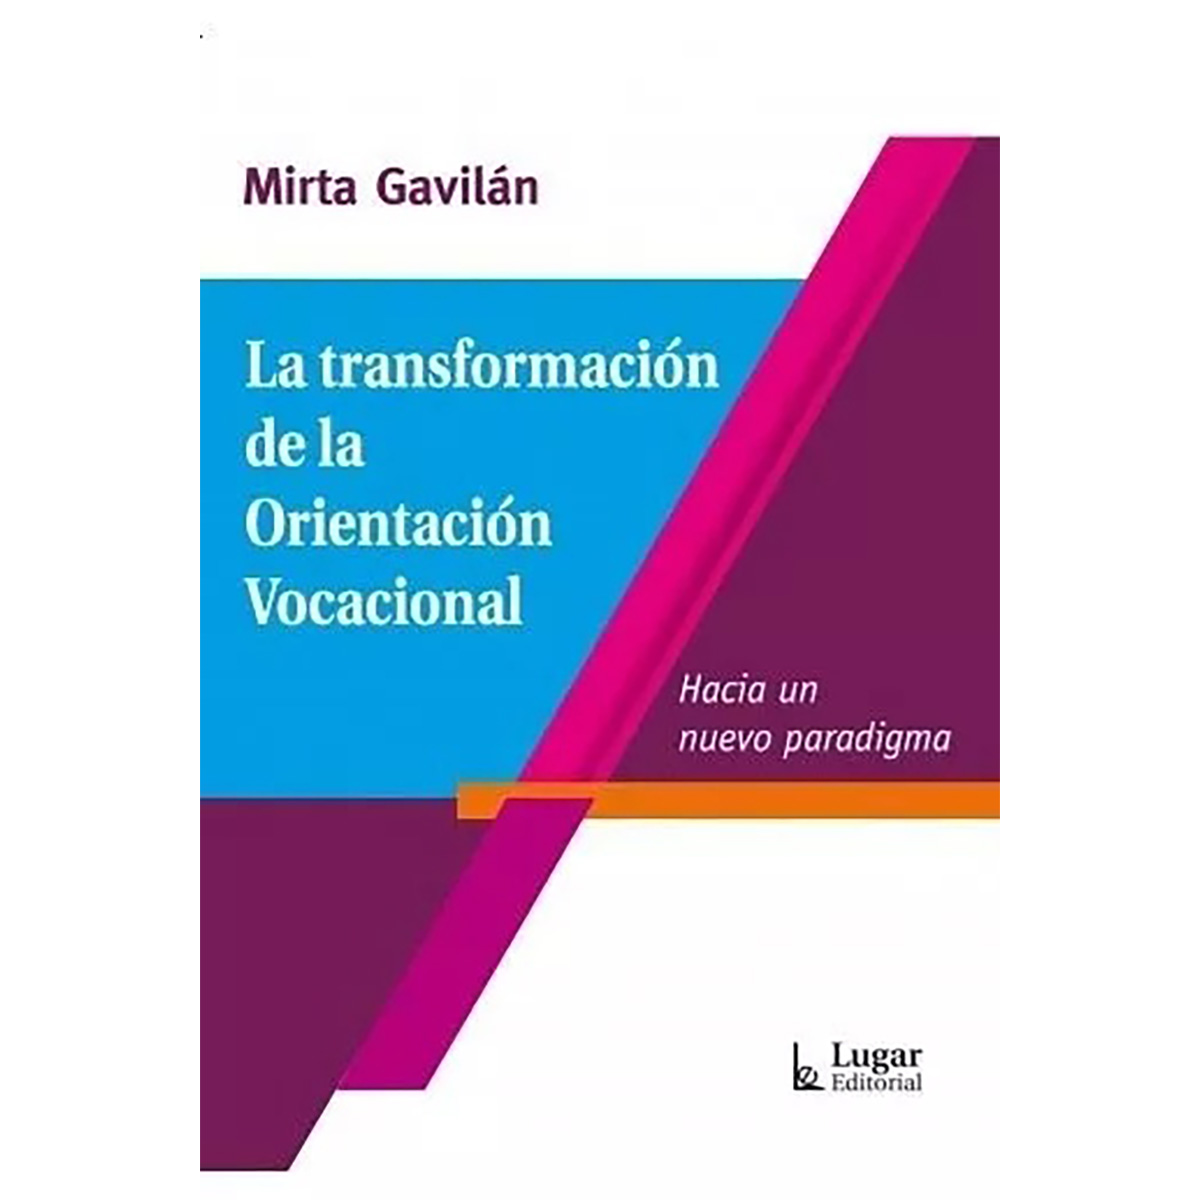 Mirta Gavilán
La transformación
de la
Orientación
Vocacional
Hacia un
nuevo paradigma
Lugar
Editorial